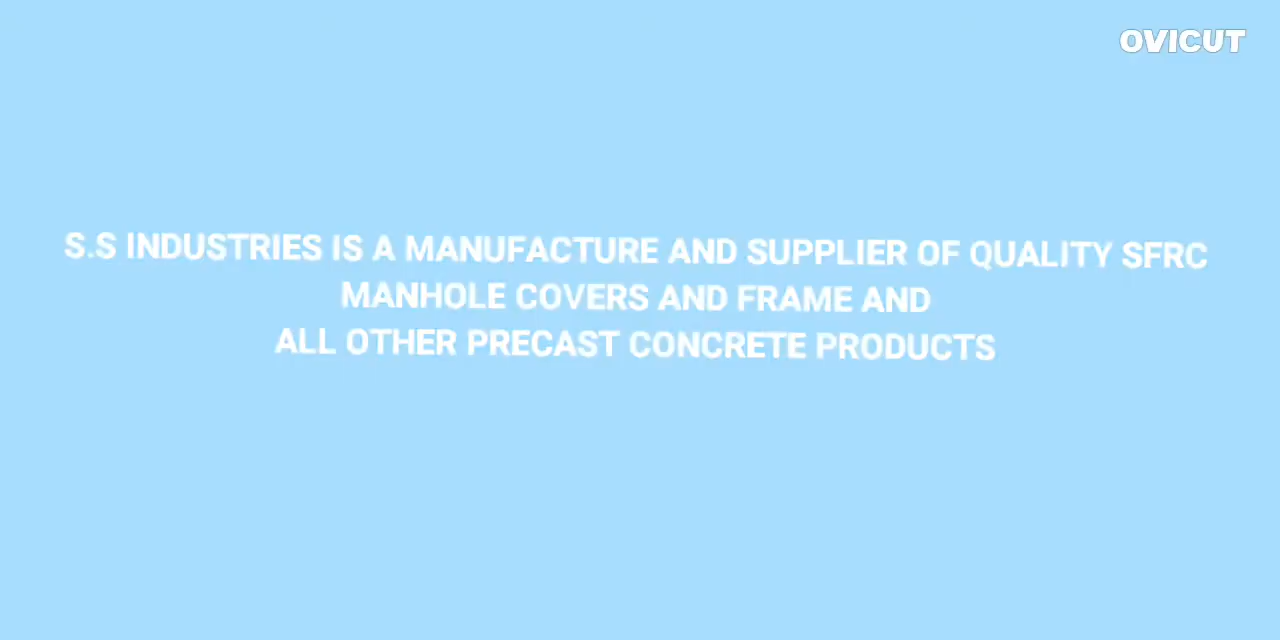 OVICUT
S.S INDUSTRIES IS A MANUFACTURE AND SUPPLIER OF QUALITY SFRC
MANHOLE COVERS AND FRAME AND
ALL OTHER PRECAST CONCRETE PRODUCTS